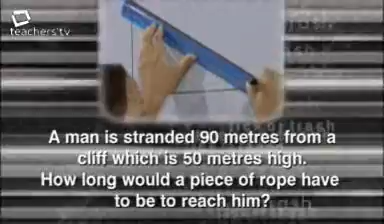 teachers'tv
A man is stranded 90 metres from a
cliff which is 50 metres high.
How long would a piece of rope have
to be to reach him?